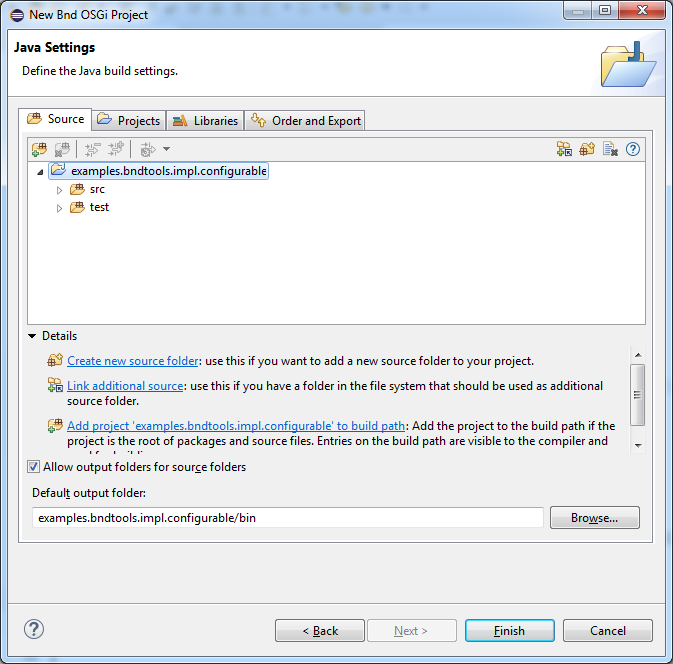 New Bnd OSGi Project
Java Settings
Define the Java build settings.
Source Projects Libraries Order and Export
examples.bndtools.impl.configurable
src
test
Details
Create new source folder: use this if you want to add a new source folder to your project.
Link additional source: use this if you have a folder in the file system that should be used as additional
source folder.
Add project 'examples.bndtools.impl.configurable' to build path: Add the project to the build path if the
project is the root of packages and source files. Entries on the build path are visible to the compiler and
Allow output folders for source folders
Default output folder:
examples.bndtools.impl.configurable/bin
Browse...
< Back Next > Finish Cancel